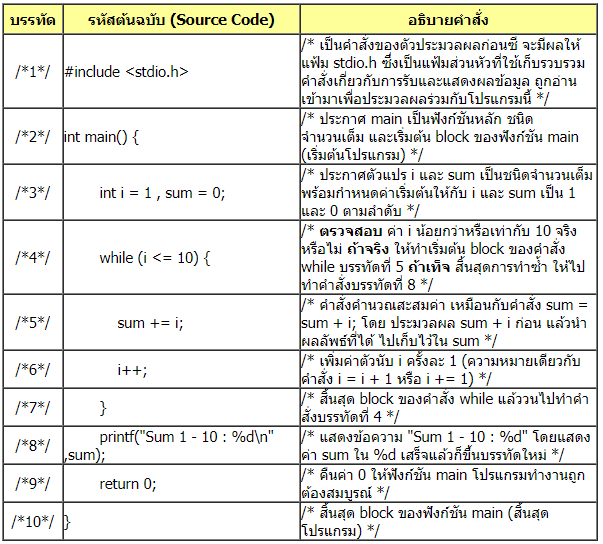 บรรทัด รหัสต้นฉบับ (Source Code) อธิบายคำสั่ง
/*1*/ #include <stdio.h>
/* เป็นคำสั่งของตัวประมวลผลก่อนซี จะมีผลให้
แฟ้ม stdio.h ซึ่งเป็นแฟ้มส่วนหัวที่ใช้เก็บรวบรวม
คำสั่งเกี่ยวกับการรับและแสดงผลข้อมูล ถูกอ่าน
เข้ามาเพื่อประมวลผลร่วมกับโปรแกรมนี้ */
/*2*/ int main() {
/* ประกาศ main เป็นฟังก์ชันหลัก ชนิด
จำนวนเต็ม และเริ่มต้น block ของฟังก์ชัน main
(เริ่มต้นโปรแกรม) */
/*3*/ int i = 1 , sum = 0;
/* ประกาศตัวแปร i และ sum เป็นชนิดจำนวนเต็ม
พร้อมกำหนดค่าเริ่มต้นให้กับ i และ sum เป็น 1
และ 0 ตามลำดับ */
/*4*/ while (i <= 10) {
/* ตรวจสอบ ค่า i น้อยกว่าหรือเท่ากับ 10 จริง
หรือไม่ ถ้าจริง ให้ทำเริ่มต้น block ของคำสั่ง
while บรรทัดที่ 5 ถ้าเท็จ สิ้นสุดการทำซ้ำ ให้ไป
ทำคำสั่งบรรทัดที่ 8 */
/*5*/ sum += i;
/* คำสั่งคำนวณสะสมค่า เหมือนกับคำสั่ง sum =
sum + i; โดย ประมวลผล sum + i ก่อน แล้วนำ
ผลลัพธ์ที่ได้ ไปเก็บไว้ใน sum */
/*6*/ i++;
/* เพิ่มค่าตัวนับ i ครั้งละ 1 (ความหมายเดียวกับ
คำสั่ง i = i + 1 หรือ i += 1) */
/*7*/ }
/* สิ้นสุด block ของคำสั่ง while แล้ววนไปทำคำ
สั่งบรรทัดที่ 4 */
/*8*/ printf("Sum 1 - 10 : %d\n"
,sum);
/* แสดงข้อความ "Sum 1 - 10 : %d" โดยแสดง
ค่า sum ใน %d เสร็จแล้วก็ขึ้นบรรทัดใหม่ */
/*9*/ return 0;
/* คืนค่า 0 ให้ฟังก์ชัน main โปรแกรมทำงานถูก
ต้องสมบูรณ์ */
/*10*/ }
/* สิ้นสุด block ของฟังก์ชัน main (สิ้นสุด
โปรแกรม) */